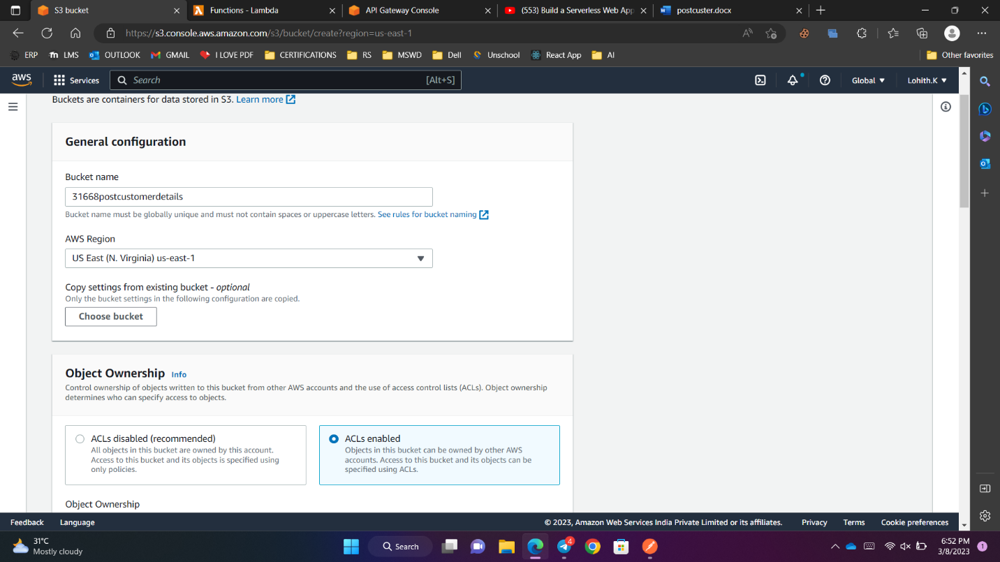 S3 bucket
Functions - Lambda
API Gateway Console
(553) Build a Serverless Web App
postcuster.docx
https://s3.console.aws.amazon.com/s3/bucket/create?region=us-east-1
ERP
LMS
OUTLOOK
GMAIL
I LOVE PDF
CERTIFICATIONS
RS
MSWD
Dell
Unschool
React App
AI
Other favorites
aws
Services
Search
[Alt+S]
Global
Lohith.K
Buckets are containers for data stored in S3. Learn more
General configuration
Bucket name
31668postcustomerdetails
Bucket name must be globally unique and must not contain spaces or uppercase letters. See rules for bucket naming
AWS Region
US East (N. Virginia) us-east-1
Copy settings from existing bucket - optional
Only the bucket settings in the following configuration are copied.
Choose bucket
Object Ownership Info
Control ownership of objects written to this bucket from other AWS accounts and the use of access control lists (ACLs). Object ownership
determines who can specify access to objects.
ACLs disabled (recommended)
All objects in this bucket are owned by this account.
Access to this bucket and its objects is specified using
only policies.
ACLs enabled
Objects in this bucket can be owned by other AWS
accounts. Access to this bucket and its objects can be
specified using ACLs.
Object Ownership
Feedback
Language
© 2023, Amazon Web Services India Private Limited or its affiliates.
Privacy
Terms
Cookie preferences
31°C
Mostly cloudy
Search
4
6:52 PM
3/8/2023
1